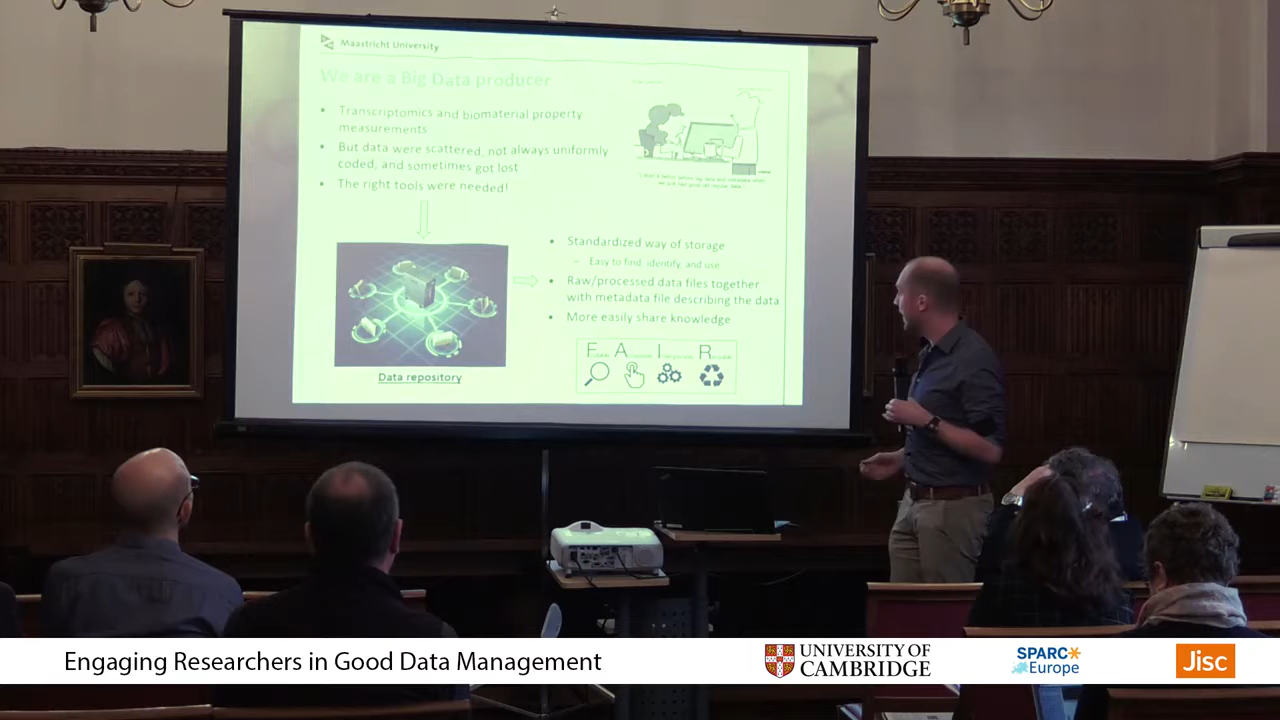 Maastricht University
We are a Big Data producer
• Transcriptomics and biomaterial property
measurements
• But data were scattered, not always uniformly
coded, and sometimes got lost
• The right tools were needed!
Data repository
• Standardized way of storage
– Easy to find, identify, and use
• Raw/processed data files together
with metadata file describing the data
• More easily share knowledge
F A I R
Engaging Researchers in Good Data Management
UNIVERSITY OF
CAMBRIDGE
SPARC
Europe
Jisc